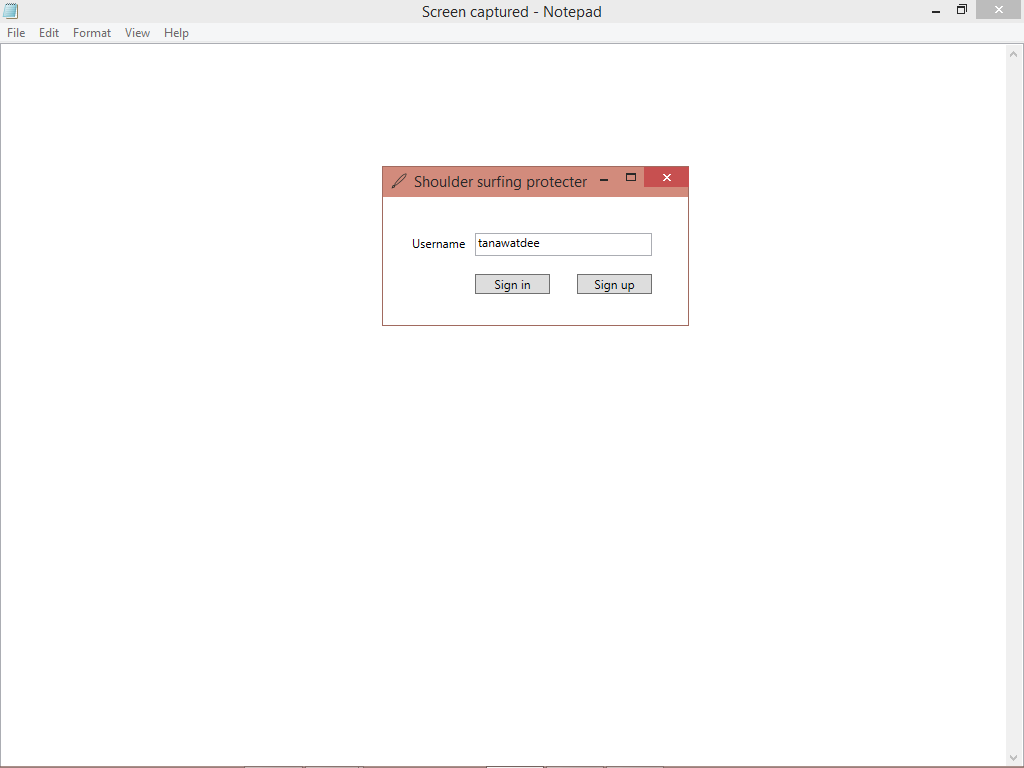 Screen captured - Notepad
File Edit Format View Help
Shoulder surfing protecter
Username tanawatdee
Sign in Sign up